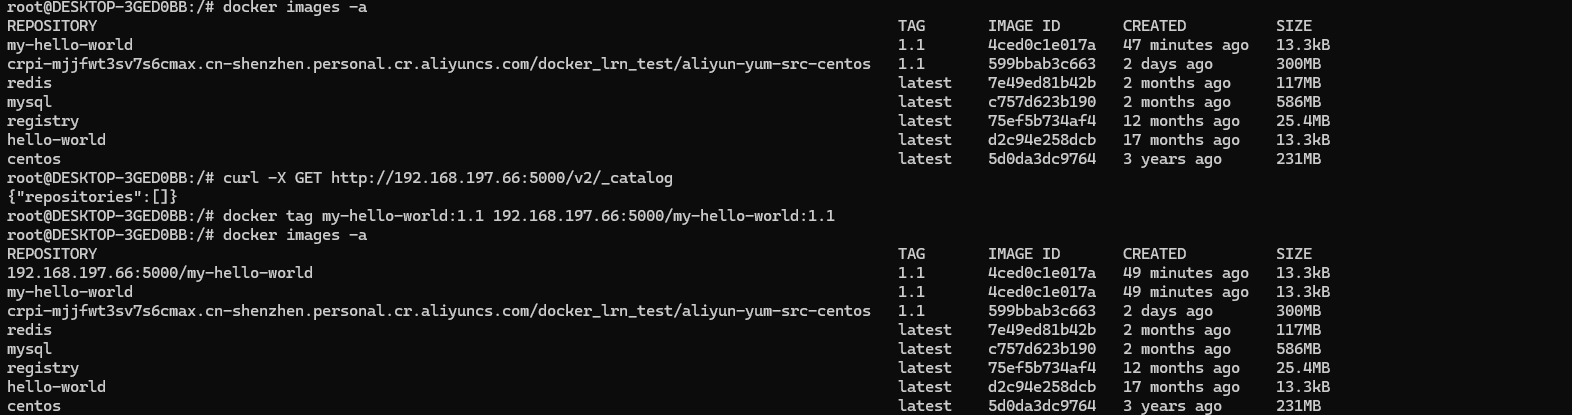 root@DESKTOP-3GED0BB:/# docker images -a
REPOSITORY TAG IMAGE ID CREATED SIZE
my-hello-world 1.1 4ced0c1e017a 47 minutes ago 13.3kB
crpi-mjjfwt3sv7s6cmax.cn-shenzhen.personal.cr.aliyuncs.com/docker_lrn_test/aliyun-yum-src-centos 1.1 599bbab3c663 2 days ago 300MB
redis latest 7e49ed81b42b 2 months ago 117MB
mysql latest c757d623b190 2 months ago 586MB
registry latest 75ef5b734af4 12 months ago 25.4MB
hello-world latest d2c94e258dcb 17 months ago 13.3kB
centos latest 5d0da3dc9764 3 years ago 231MB
root@DESKTOP-3GED0BB:/# curl -X GET http://192.168.197.66:5000/v2/_catalog
{"repositories":[]}
root@DESKTOP-3GED0BB:/# docker tag my-hello-world:1.1 192.168.197.66:5000/my-hello-world:1.1
root@DESKTOP-3GED0BB:/# docker images -a
REPOSITORY TAG IMAGE ID CREATED SIZE
192.168.197.66:5000/my-hello-world 1.1 4ced0c1e017a 49 minutes ago 13.3kB
my-hello-world 1.1 4ced0c1e017a 49 minutes ago 13.3kB
crpi-mjjfwt3sv7s6cmax.cn-shenzhen.personal.cr.aliyuncs.com/docker_lrn_test/aliyun-yum-src-centos 1.1 599bbab3c663 2 days ago 300MB
redis latest 7e49ed81b42b 2 months ago 117MB
mysql latest c757d623b190 2 months ago 586MB
registry latest 75ef5b734af4 12 months ago 25.4MB
hello-world latest d2c94e258dcb 17 months ago 13.3kB
centos latest 5d0da3dc9764 3 years ago 231MB